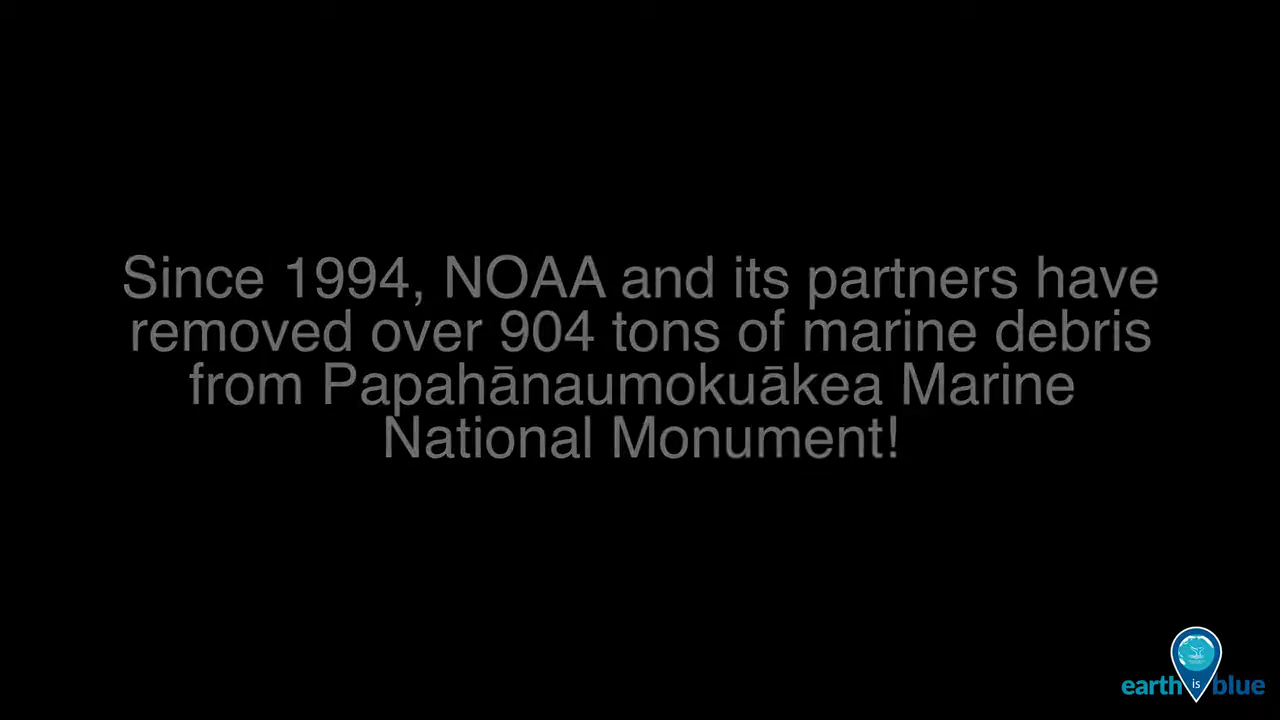 Since 1994, NOAA and its partners have
removed over 904 tons of marine debris
from Papahānaumokuākea Marine
National Monument!
earth is blue